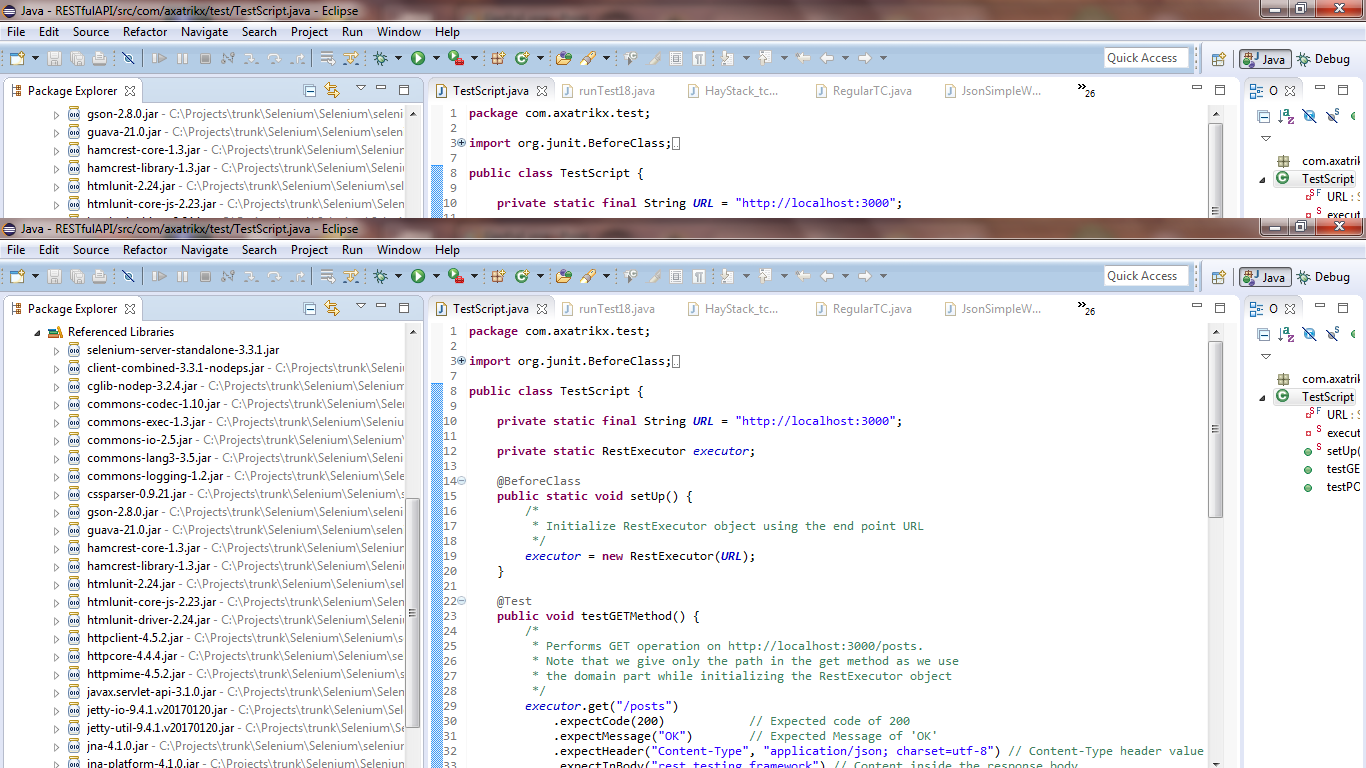 Java - RESTfulAPI/src/com/axatrikx/test/TestScript.java - Eclipse
File Edit Source Refactor Navigate Search Project Run Window Help
Quick Access Java Debug
Package Explorer
gson-2.8.0.jar - C:\Projects\trunk\Selenium\Selenium\seleni
guava-21.0.jar - C:\Projects\trunk\Selenium\Selenium\selen
hamcrest-core-1.3.jar - C:\Projects\trunk\Selenium\Seleniu
hamcrest-library-1.3.jar - C:\Projects\trunk\Selenium\Selen
htmlunit-2.24.jar - C:\Projects\trunk\Selenium\Selenium\sel
htmlunit-core-js-2.23.jar - C:\Projects\trunk\Selenium\Sele
TestScript.java runTest18.java HayStack_tc... RegularTC.java JsonSimpleW... »26
1 package com.axatrikx.test;
2
3 import org.junit.BeforeClass;
7
8 public class TestScript {
9
10 private static final String URL = "http://localhost:3000";
11
O
com.axatrik
TestScript
URL : S
execut
Java - RESTfulAPI/src/com/axatrikx/test/TestScript.java - Eclipse
File Edit Source Refactor Navigate Search Project Run Window Help
Quick Access Java Debug
Package Explorer
Referenced Libraries
selenium-server-standalone-3.3.1.jar
client-combined-3.3.1-nodeps.jar - C:\Projects\trunk\Selen
cglib-nodep-3.2.4.jar - C:\Projects\trunk\Selenium\Seleniu
commons-codec-1.10.jar - C:\Projects\trunk\Selenium\Sele
commons-exec-1.3.jar - C:\Projects\trunk\Selenium\Seleni
commons-io-2.5.jar - C:\Projects\trunk\Selenium\Selenium
commons-lang3-3.5.jar - C:\Projects\trunk\Selenium\Selen
commons-logging-1.2.jar - C:\Projects\trunk\Selenium\Sele
cssparser-0.9.21.jar - C:\Projects\trunk\Selenium\Selenium
gson-2.8.0.jar - C:\Projects\trunk\Selenium\Selenium\seleni
guava-21.0.jar - C:\Projects\trunk\Selenium\Selenium\selen
hamcrest-core-1.3.jar - C:\Projects\trunk\Selenium\Seleniu
hamcrest-library-1.3.jar - C:\Projects\trunk\Selenium\Selen
htmlunit-2.24.jar - C:\Projects\trunk\Selenium\Selenium\sel
htmlunit-core-js-2.23.jar - C:\Projects\trunk\Selenium\Sele
htmlunit-driver-2.24.jar - C:\Projects\trunk\Selenium\Selen
httpclient-4.5.2.jar - C:\Projects\trunk\Selenium\Selenium\s
httpcore-4.4.4.jar - C:\Projects\trunk\Selenium\Selenium\se
httpmime-4.5.2.jar - C:\Projects\trunk\Selenium\Selenium\s
javax.servlet-api-3.1.0.jar - C:\Projects\trunk\Selenium\Sele
jetty-io-9.4.1.v20170120.jar - C:\Projects\trunk\Selenium\Se
jetty-util-9.4.1.v20170120.jar - C:\Projects\trunk\Selenium\S
jna-4.1.0.jar - C:\Projects\trunk\Selenium\Selenium\seleniur
jna-platform-4.1.0.jar - C:\Projects\trunk\Selenium\Seleniu
TestScript.java runTest18.java HayStack_tc... RegularTC.java JsonSimpleW... »26
1 package com.axatrikx.test;
2
3 import org.junit.BeforeClass;
7
8 public class TestScript {
9
10 private static final String URL = "http://localhost:3000";
11
12 private static RestExecutor executor;
13
14 @BeforeClass
15 public static void setUp() {
16 /*
17 * Initialize RestExecutor object using the end point URL
18 */
19 executor = new RestExecutor(URL);
20 }
21
22 @Test
23 public void testGETMethod() {
24 /*
25 * Performs GET operation on http://localhost:3000/posts.
26 * Note that we give only the path in the get method as we use
27 * the domain part while initializing the RestExecutor object
28 */
29 executor.get("/posts")
30 .expectCode(200) // Expected code of 200
31 .expectMessage("OK") // Expected Message of 'OK'
32 .expectHeader("Content-Type", "application/json; charset=utf-8") // Content-Type header value
33 .expectInBody("rest testing framework") // Content inside the response body
O
com.axatrik
TestScript
URL : S
execut
setUp(
testGE
testPO